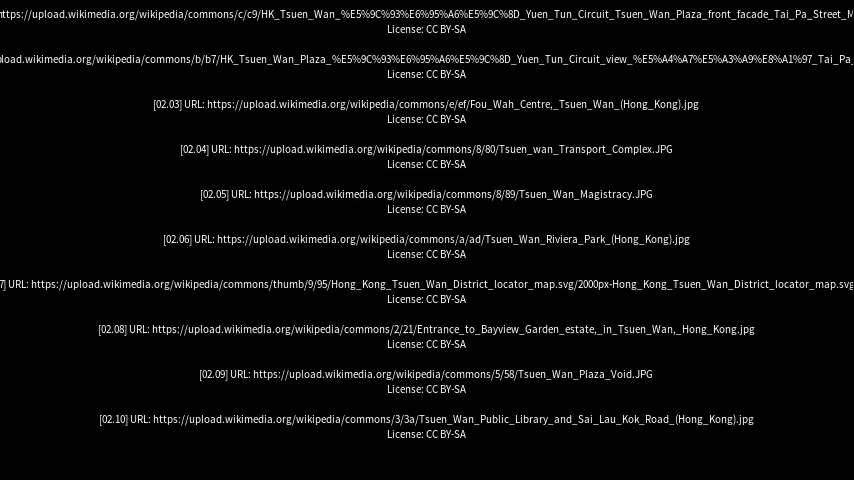 https://upload.wikimedia.org/wikipedia/commons/c/c9/HK_Tsuen_Wan_%E5%9C%93%E6%95%A6%E5%9C%8D_Yuen_Tun_Circuit_Tsuen_Wan_Plaza_front_facade_Tai_Pa_Street_M
License: CC BY-SA
pload.wikimedia.org/wikipedia/commons/b/b7/HK_Tsuen_Wan_Plaza_%E5%9C%93%E6%95%A6%E5%9C%8D_Yuen_Tun_Circuit_view_%E5%A4%A7%E5%A3%A9%E8%A1%97_Tai_Pa_
License: CC BY-SA
[02.03] URL: https://upload.wikimedia.org/wikipedia/commons/e/ef/Fou_Wah_Centre,_Tsuen_Wan_(Hong_Kong).jpg
License: CC BY-SA
[02.04] URL: https://upload.wikimedia.org/wikipedia/commons/8/80/Tsuen_wan_Transport_Complex.JPG
License: CC BY-SA
[02.05] URL: https://upload.wikimedia.org/wikipedia/commons/8/89/Tsuen_Wan_Magistracy.JPG
License: CC BY-SA
[02.06] URL: https://upload.wikimedia.org/wikipedia/commons/a/ad/Tsuen_Wan_Riviera_Park_(Hong_Kong).jpg
License: CC BY-SA
7] URL: https://upload.wikimedia.org/wikipedia/commons/thumb/9/95/Hong_Kong_Tsuen_Wan_District_locator_map.svg/2000px-Hong_Kong_Tsuen_Wan_District_locator_map.svg
License: CC BY-SA
[02.08] URL: https://upload.wikimedia.org/wikipedia/commons/2/21/Entrance_to_Bayview_Garden_estate,_in_Tsuen_Wan,_Hong_Kong.jpg
License: CC BY-SA
[02.09] URL: https://upload.wikimedia.org/wikipedia/commons/5/58/Tsuen_Wan_Plaza_Void.JPG
License: CC BY-SA
[02.10] URL: https://upload.wikimedia.org/wikipedia/commons/3/3a/Tsuen_Wan_Public_Library_and_Sai_Lau_Kok_Road_(Hong_Kong).jpg
License: CC BY-SA